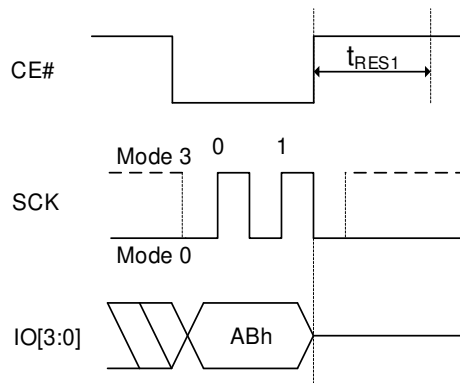 CE#
tRES1
Mode 3 0 1
SCK
Mode 0
IO[3:0]
ABh